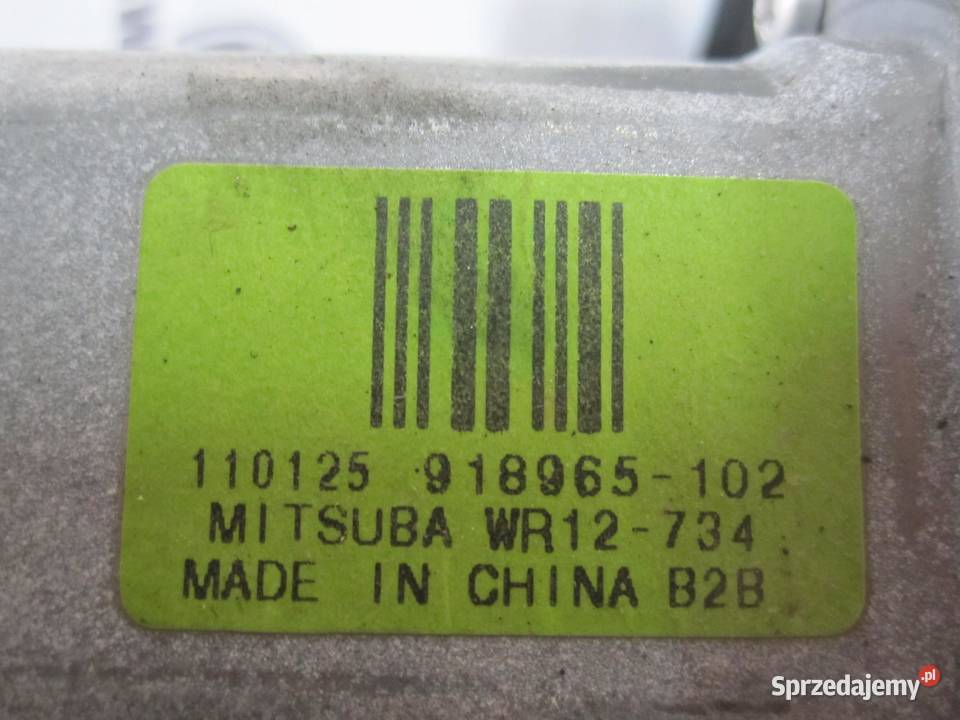 110125 918965-102
MITSUBA WR12-734
MADE IN CHINA B2B
Sprzedajemy.pl